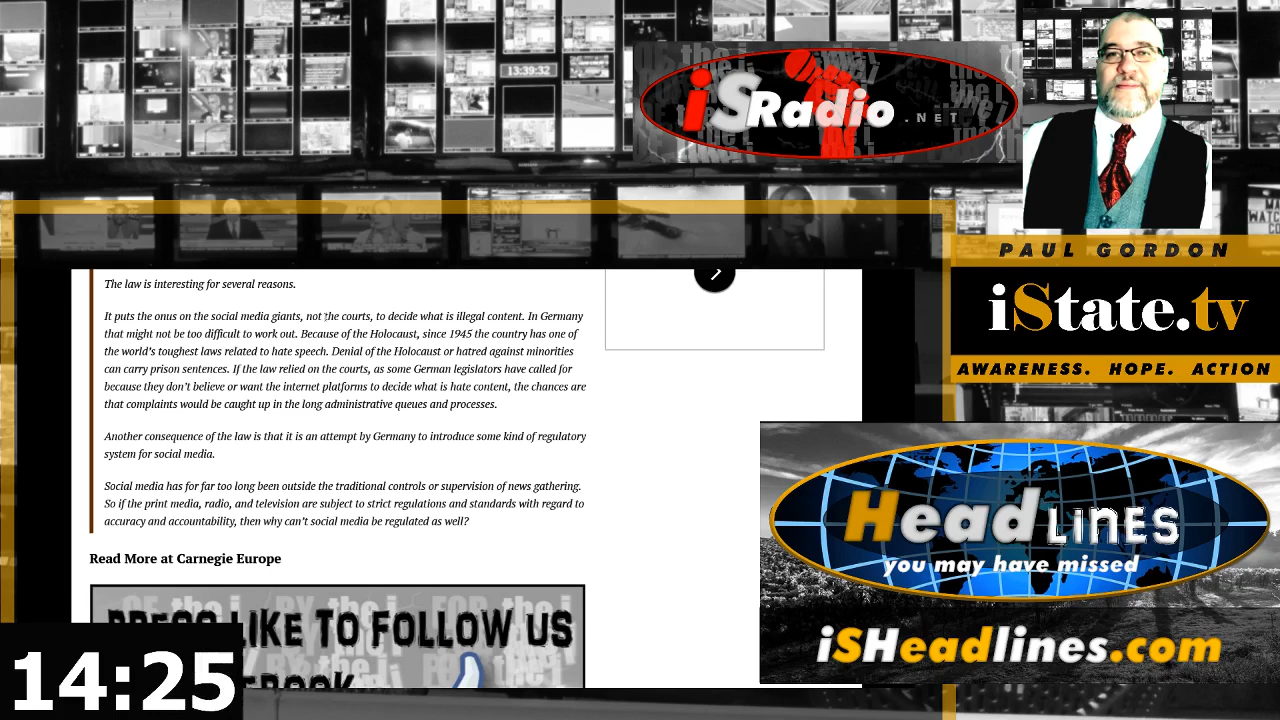 13:39:32
iSRadio
.NET
PAUL GORDON
iState.tv
AWARENESS. HOPE. ACTION
The law is interesting for several reasons.
It puts the onus on the social media giants, not the courts, to decide what is illegal content. In Germany
that might not be too difficult to work out. Because of the Holocaust, since 1945 the country has one of
the world's toughest laws related to hate speech. Denial of the Holocaust or hatred against minorities
can carry prison sentences. If the law relied on the courts, as some German legislators have called for
because they don't believe or want the internet platforms to decide what is hate content, the chances are
that complaints would be caught up in the long administrative queues and processes.
Another consequence of the law is that it is an attempt by Germany to introduce some kind of regulatory
system for social media.
Social media has for far too long been outside the traditional controls or supervision of news gathering.
So if the print media, radio, and television are subject to strict regulations and standards with regard to
accuracy and accountability, then why can't social media be regulated as well?
Read More at Carnegie Europe
PRESS LIKE TO FOLLOW US
HeadLINES
you may have missed
iSHeadlines.com
14:25